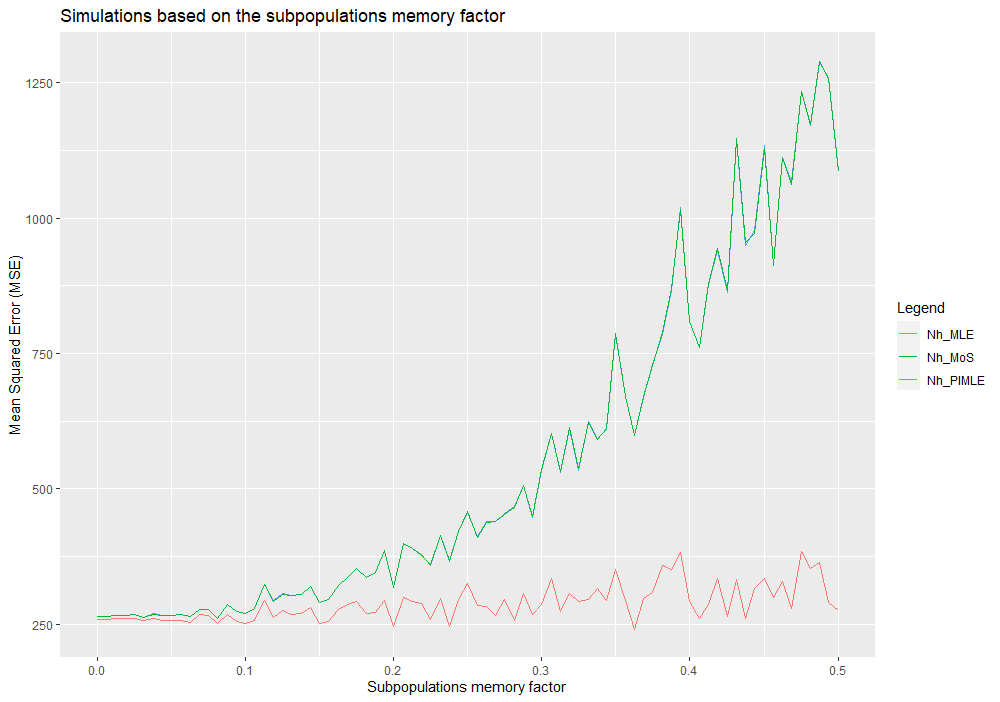 Simulations based on the subpopulations memory factor
Mean Squared Error (MSE)
1250
1000
750
500
250
0.0
0.1
0.2
0.3
0.4
0.5
Subpopulations memory factor
Legend
Nh_MLE
Nh_MoS
Nh_PIMLE